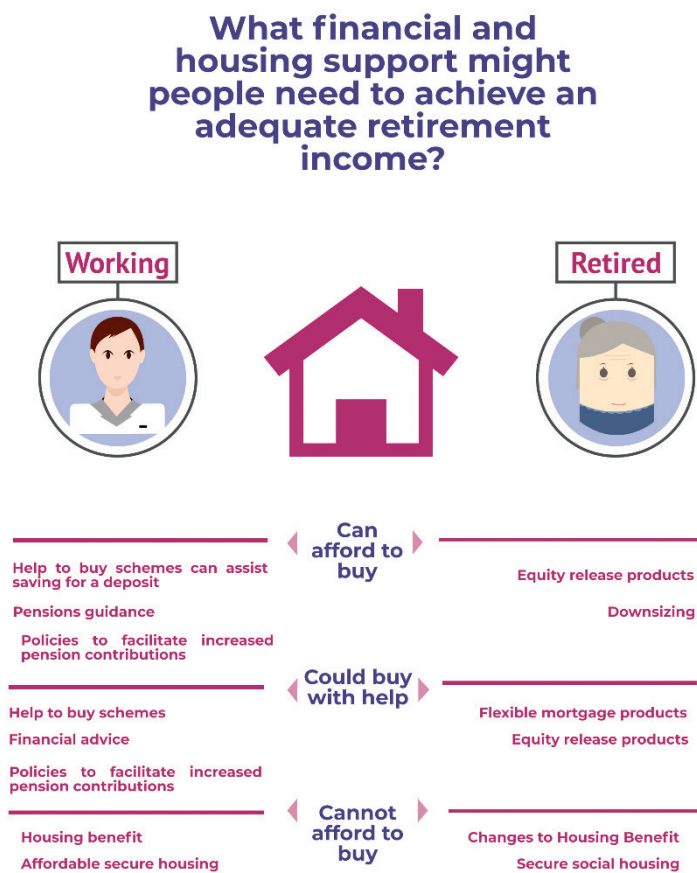 What financial and
housing support might
people need to achieve an
adequate retirement
income?
Working
Retired
Can
afford to
buy
Help to buy schemes can assist
saving for a deposit
Pensions guidance
Policies to facilitate increased
pension contributions
Equity release products
Downsizing
Could buy
with help
Help to buy schemes
Financial advice
Policies to facilitate increased
pension contributions
Flexible mortgage products
Equity release products
Cannot
afford to
buy
Housing benefit
Affordable secure housing
Changes to Housing Benefit
Secure social housing